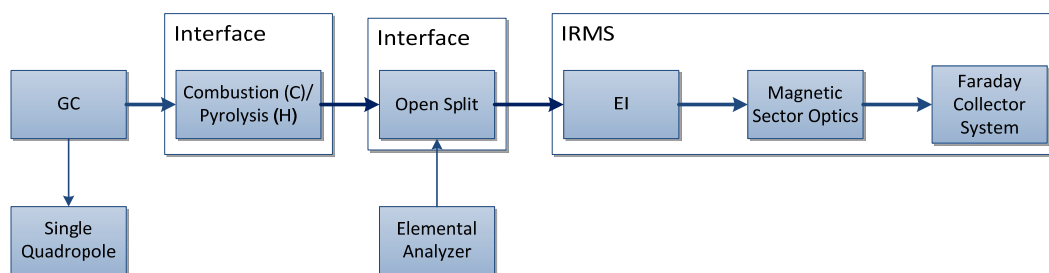 Interface
Interface
IRMS
GC
Combustion (C)/
Pyrolysis (H)
Open Split
EI
Magnetic
Sector Optics
Faraday
Collector
System
Single
Quadropole
Elemental
Analyzer